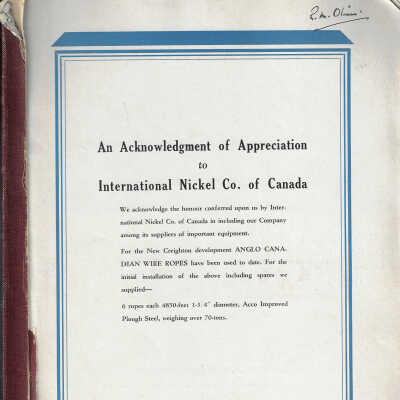 An Acknowledgment of Appreciation
to
International Nickel Co. of Canada
We acknowledge the honour conferred upon us by Inter-
national Nickel Co. of Canada in including our Company
among its suppliers of important equipment.
For the New Creighton development ANGLO CANA-
DIAN WIRE ROPES have been used to date. For the
initial installation of the above including spares we
supplied—
6 ropes each 4850-feet 1-3/4" diameter, Acco Improved
Plough Steel, weighing over 70-tons.